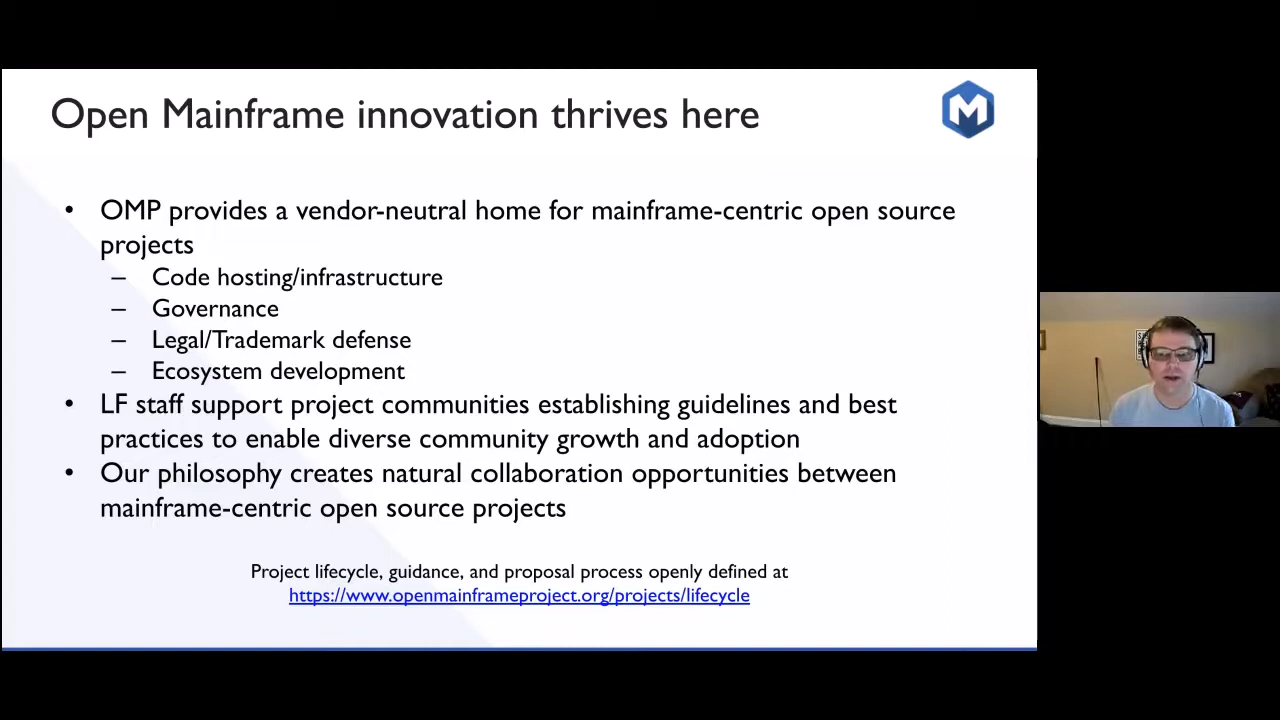 Open Mainframe innovation thrives here
M
• OMP provides a vendor-neutral home for mainframe-centric open source
projects
– Code hosting/infrastructure
– Governance
– Legal/Trademark defense
– Ecosystem development
• LF staff support project communities establishing guidelines and best
practices to enable diverse community growth and adoption
• Our philosophy creates natural collaboration opportunities between
mainframe-centric open source projects
Project lifecycle, guidance, and proposal process openly defined at
https://www.openmainframeproject.org/projects/lifecycle